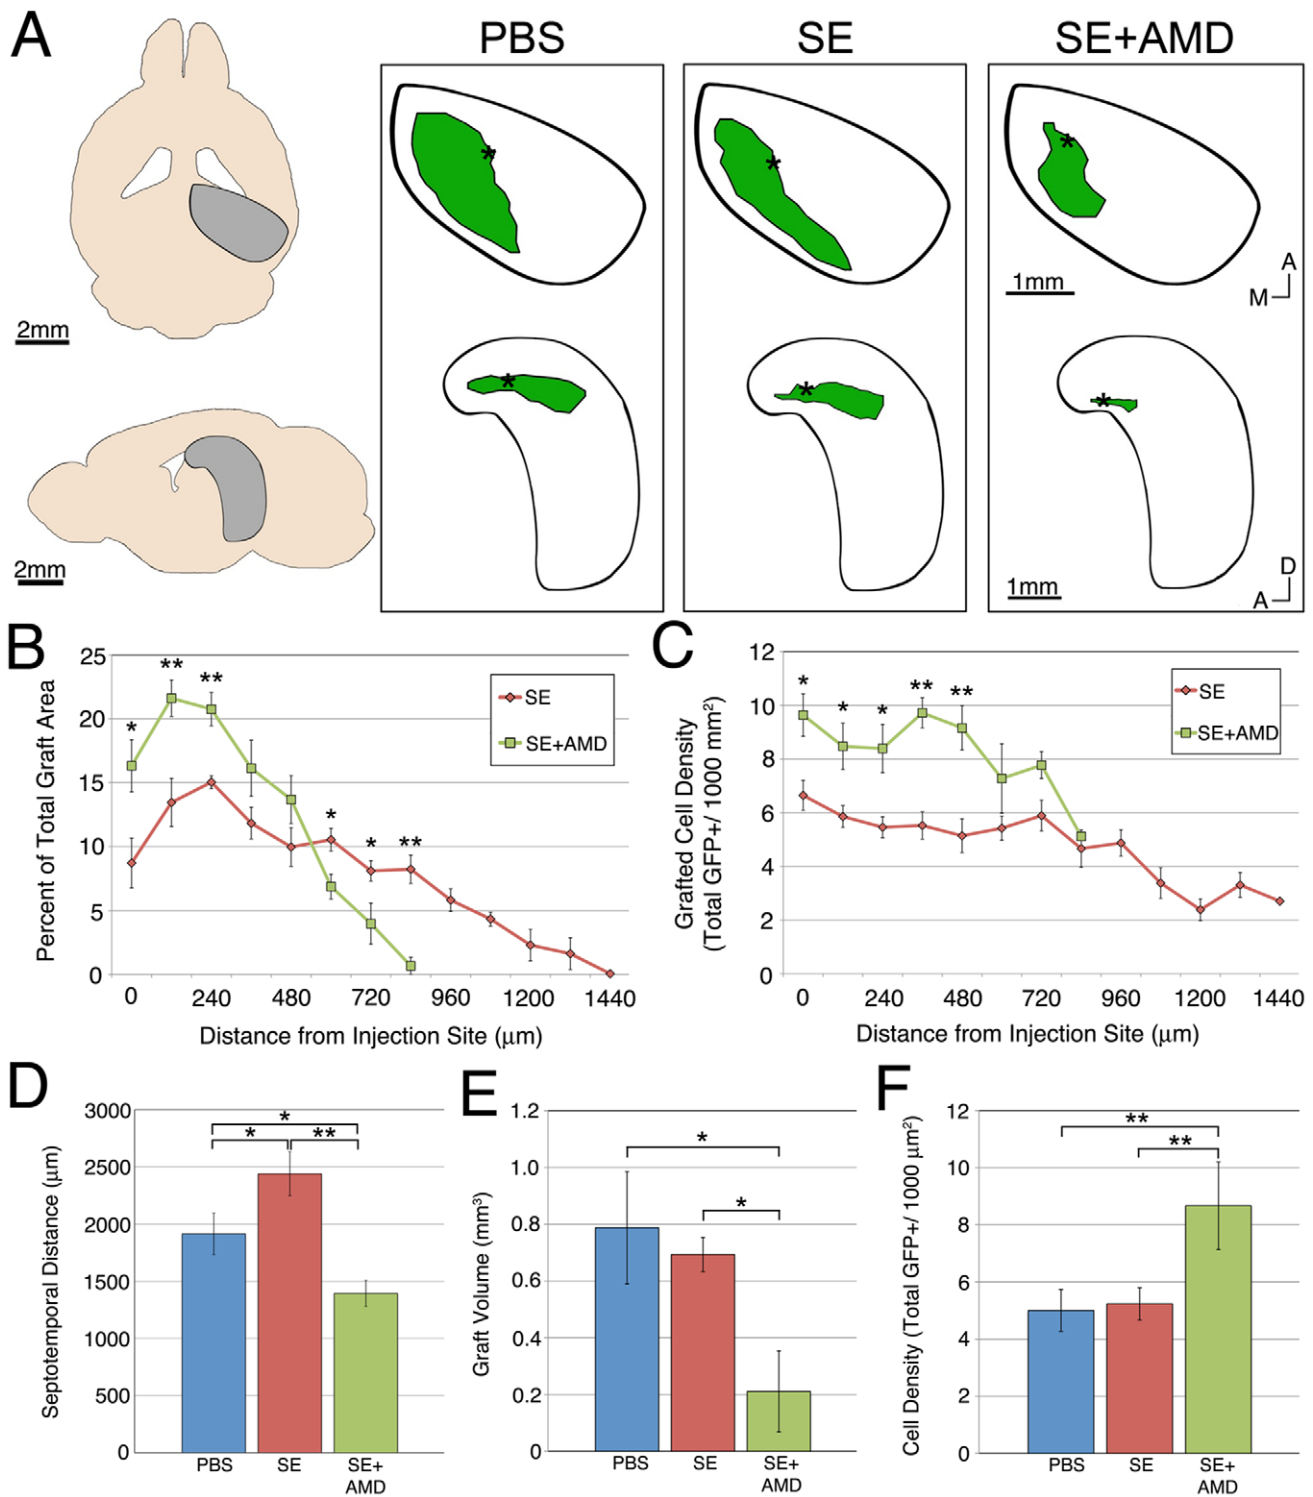 A
PBS
SE
SE+AMD
*
*
*
1mm
A
M
2mm
*
*
*
2mm
1mm
D
A
B
Percent of Total Graft Area
25
20
15
10
5
0
*
**
**
*
*
**
SE
SE+AMD
0 240 480 720 960 1200 1440
Distance from Injection Site (μm)
C
Grafted Cell Density
(Total GFP+/ 1000 mm²)
12
10
8
6
4
2
0
*
*
*
**
**
SE
SE+AMD
0 240 480 720 960 1200 1440
Distance from Injection Site (μm)
D
Septotemporal Distance (μm)
3000
2500
2000
1500
1000
500
0
*
*
**
PBS SE SE+
AMD
E
Graft Volume (mm³)
1.2
1.0
0.8
0.6
0.4
0.2
0
*
*
PBS SE SE+
AMD
F
Cell Density (Total GFP+/ 1000 μm²)
12
10
8
6
4
2
0
**
**
PBS SE SE+
AMD